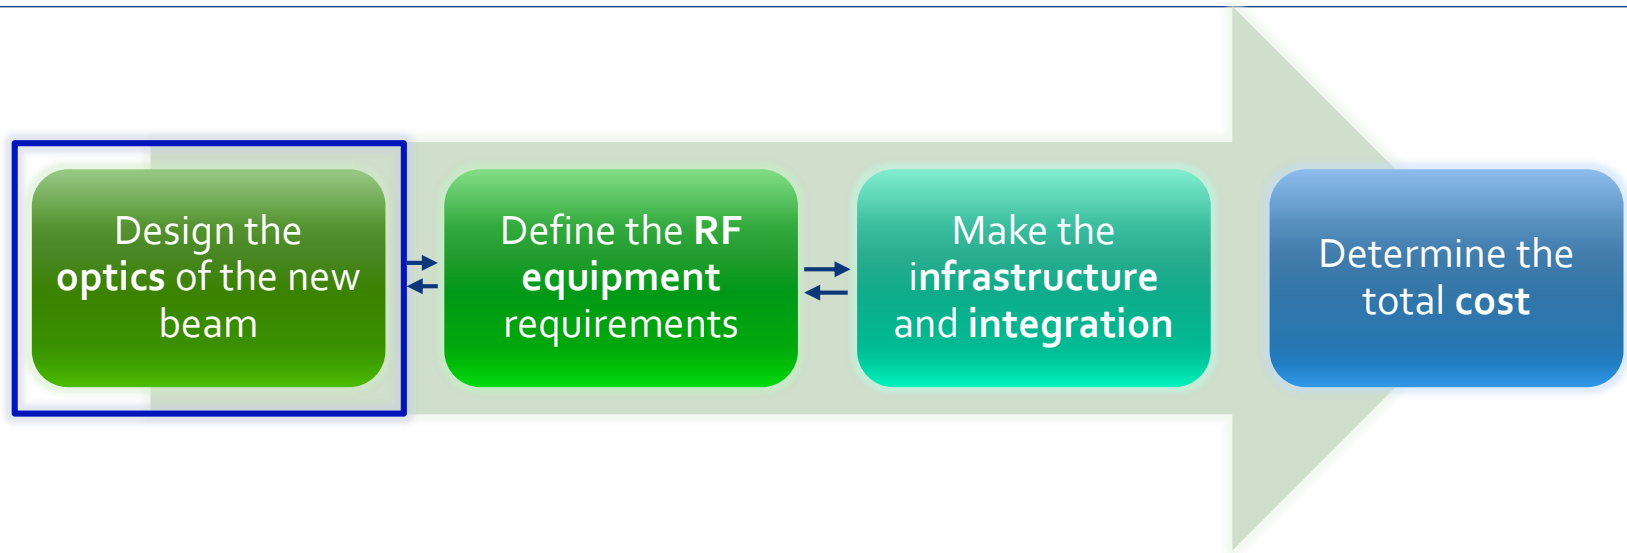 Design the
optics of the new
beam
Define the RF
equipment
requirements
Make the
infrastructure
and integration
Determine the
total cost